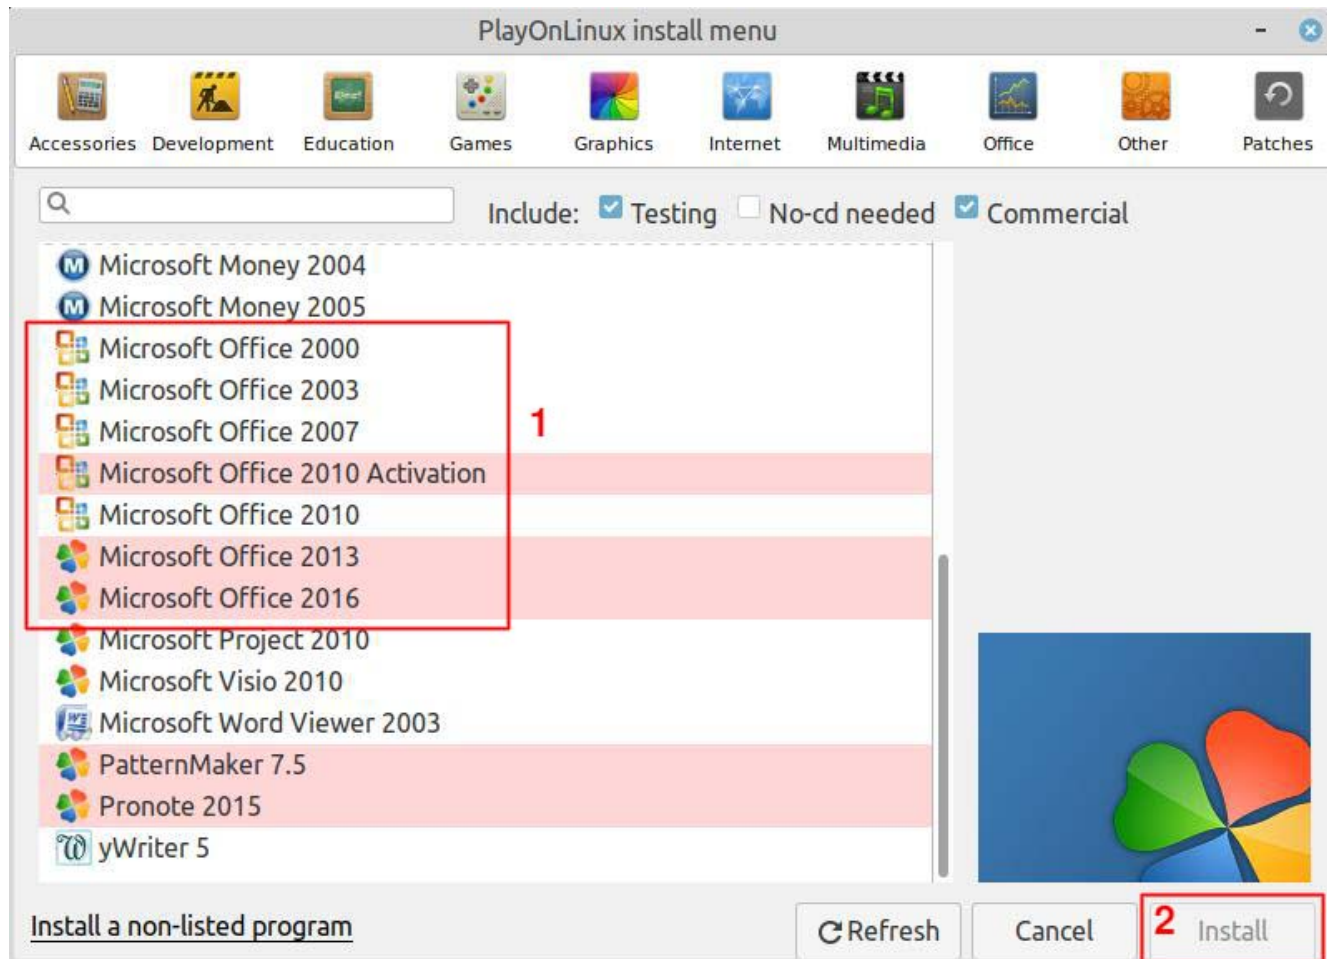 PlayOnLinux install menu
Accessories Development Education Games Graphics Internet Multimedia Office Other Patches
Include: Testing No-cd needed Commercial
Microsoft Money 2004
Microsoft Money 2005
Microsoft Office 2000
Microsoft Office 2003
Microsoft Office 2007
1
Microsoft Office 2010 Activation
Microsoft Office 2010
Microsoft Office 2013
Microsoft Office 2016
Microsoft Project 2010
Microsoft Visio 2010
Microsoft Word Viewer 2003
PatternMaker 7.5
Pronote 2015
yWriter 5
Install a non-listed program Refresh Cancel 2 Install